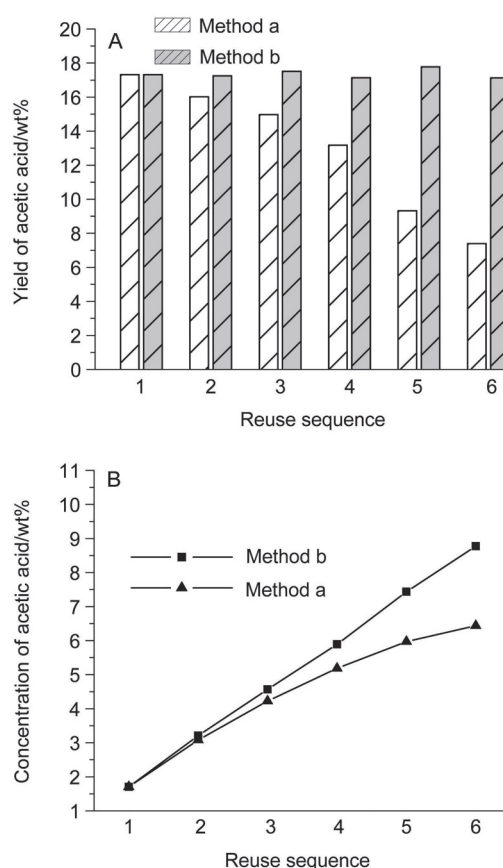 A
Method a
Method b
Yield of acetic acid/wt%
20
18
16
14
12
10
8
6
4
2
0
1 2 3 4 5 6
Reuse sequence
B
Method b
Method a
Concentration of acetic acid/wt%
11
10
9
8
7
6
5
4
3
2
1
1 2 3 4 5 6
Reuse sequence